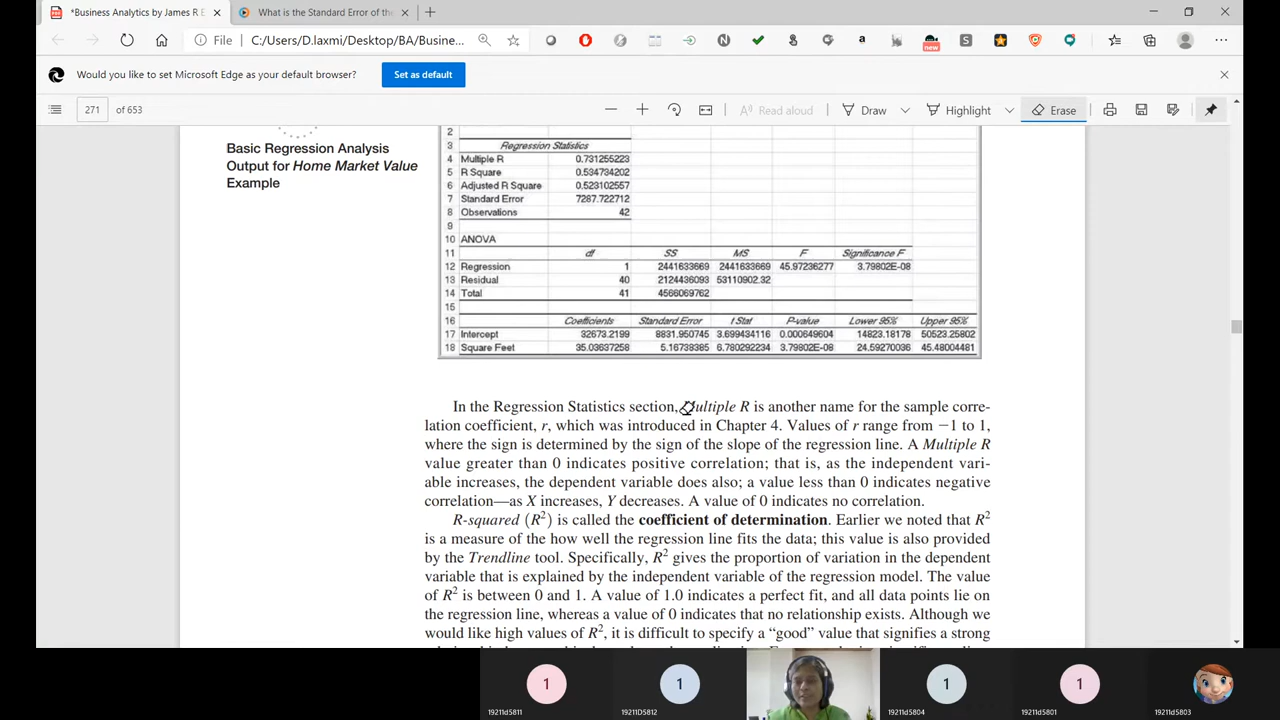 *Business Analytics by James R E
What is the Standard Error of the
File
C:/Users/D.laxmi/Desktop/BA/Busine...
new
Would you like to set Microsoft Edge as your default browser?
Set as default
271 of 653
Read aloud
Draw
Highlight
Erase
Basic Regression Analysis
Output for Home Market Value
Example
2
3 Regression Statistics
4 Multiple R 0.731255223
5 R Square 0.534734202
6 Adjusted R Square 0.523102557
7 Standard Error 7287.722712
8 Observations 42
9
10 ANOVA
11 df SS MS F Significance F
12 Regression 1 2441633669 2441633669 45.97236277 3.79802E-08
13 Residual 40 2124436093 53110902.32
14 Total 41 4566069762
15
16 Coefficients Standard Error t Stat P-value Lower 95% Upper 95%
17 Intercept 32673.2199 8831.950745 3.699434116 0.000649604 14823.18178 50523.25802
18 Square Feet 35.03637258 5.16738385 6.780292234 3.79802E-08 24.59270036 45.48004481
In the Regression Statistics section, Multiple R is another name for the sample corre-
lation coefficient, r, which was introduced in Chapter 4. Values of r range from −1 to 1,
where the sign is determined by the sign of the slope of the regression line. A Multiple R
value greater than 0 indicates positive correlation; that is, as the independent vari-
able increases, the dependent variable does also; a value less than 0 indicates negative
correlation—as X increases, Y decreases. A value of 0 indicates no correlation.
R-squared (R²) is called the coefficient of determination. Earlier we noted that R²
is a measure of the how well the regression line fits the data; this value is also provided
by the Trendline tool. Specifically, R² gives the proportion of variation in the dependent
variable that is explained by the independent variable of the regression model. The value
of R² is between 0 and 1. A value of 1.0 indicates a perfect fit, and all data points lie on
the regression line, whereas a value of 0 indicates that no relationship exists. Although we
would like high values of R², it is difficult to specify a “good” value that signifies a strong
1 1 1 1
19211d5811 19211D5812 19211d5804 19211d5801 19211d5803